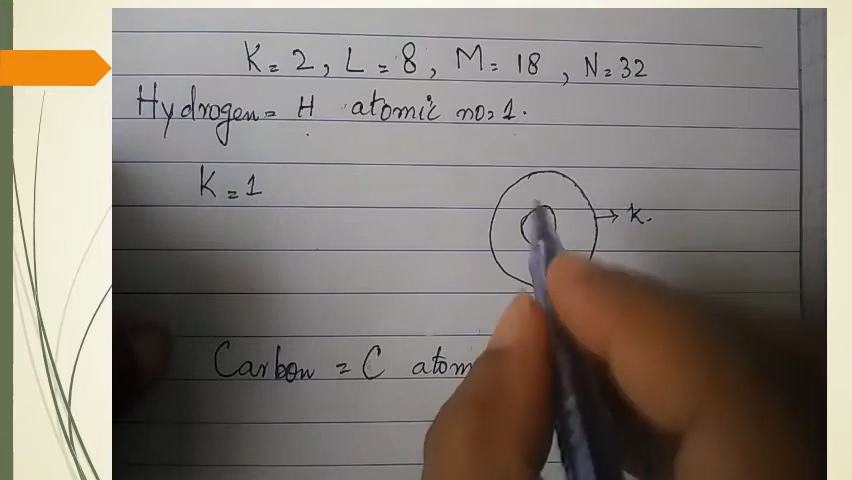 K = 2, L = 8, M = 18, N = 32
Hydrogen = H atomic no, 1.
K = 1
K.
Carbon = C atom